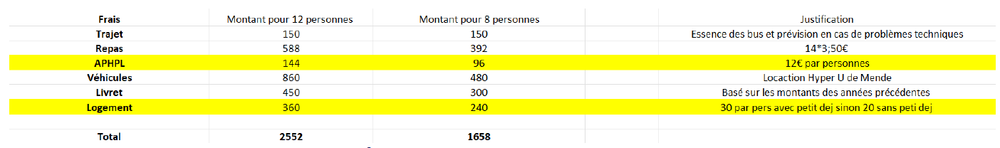 Frais Montant pour 12 personnes Montant pour 8 personnes Justification
Trajet 150 150 Essence des bus et prévision en cas de problèmes techniques
Repas 588 392 14*3;50€
APHPL 144 96 12€ par personnes
Véhicules 860 480 Locaction Hyper U de Mende
Livret 450 300 Basé sur les montants des années précédentes
Logement 360 240 30 par pers avec petit dej sinon 20 sans peti dej
Total 2552 1658